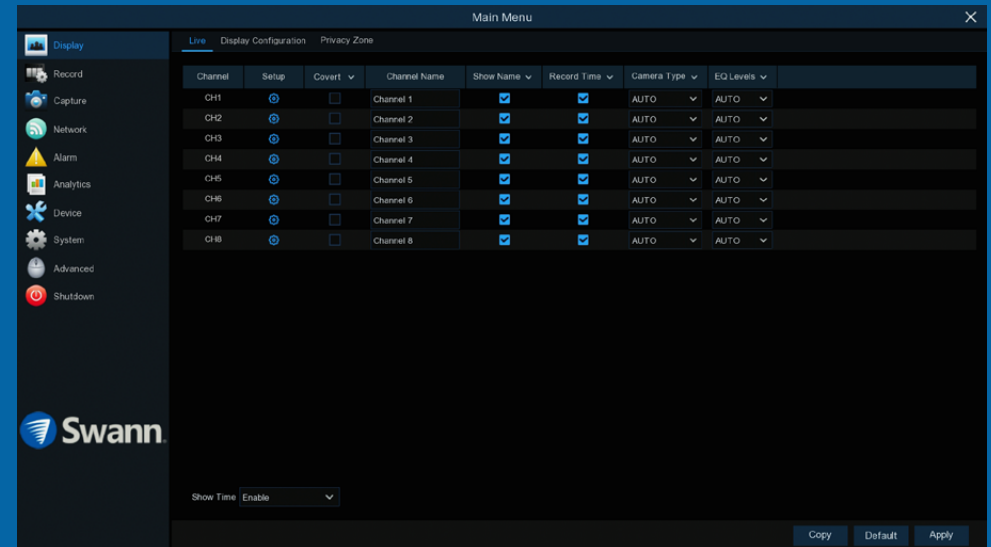 Main Menu
Display
Record
Capture
Network
Alarm
Analytics
Device
System
Advanced
Shutdown
Swann
Live Display Configuration Privacy Zone
Channel Setup Covert Channel Name Show Name Record Time Camera Type EQ Levels
CH1 Channel 1 AUTO AUTO
CH2 Channel 2 AUTO AUTO
CH3 Channel 3 AUTO AUTO
CH4 Channel 4 AUTO AUTO
CH5 Channel 5 AUTO AUTO
CH6 Channel 6 AUTO AUTO
CH7 Channel 7 AUTO AUTO
CH8 Channel 8 AUTO AUTO
Show Time Enable
Copy Default Apply